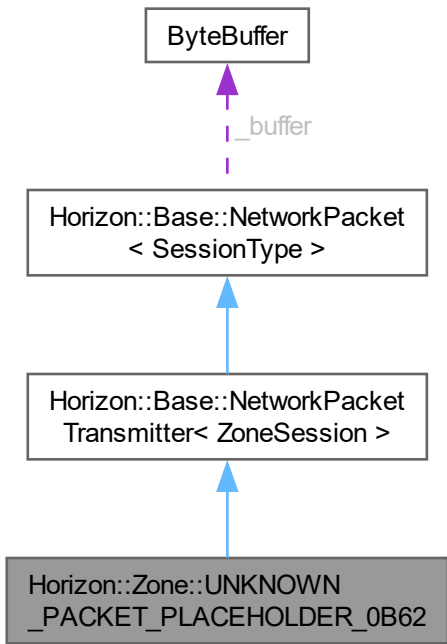 ByteBuffer
_buffer
Horizon::Base::NetworkPacket
< SessionType >
Horizon::Base::NetworkPacket
Transmitter< ZoneSession >
Horizon::Zone::UNKNOWN
_PACKET_PLACEHOLDER_0B62